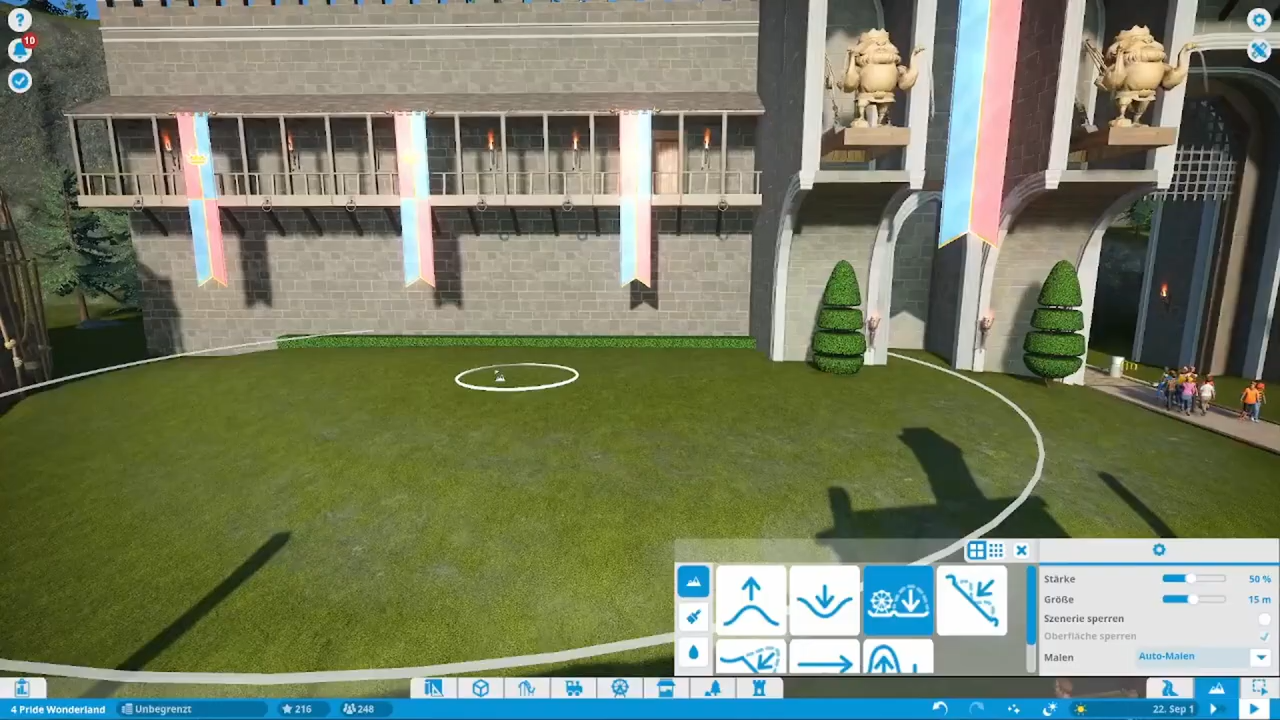 ?
10
Stärke 50 %
Größe 15 m
Szenerie sperren
Oberfläche sperren
Malen Auto-Malen
4 Pride Wonderland Unbegrenzt 216 248 22. Sep 1